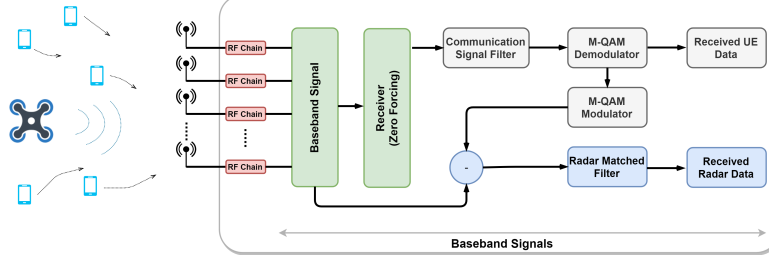 RF Chain
RF Chain
RF Chain
RF Chain
Baseband Signal
Receiver
(Zero Forcing)
Communication
Signal Filter
M-QAM
Demodulator
Received UE
Data
M-QAM
Modulator
-
Radar Matched
Filter
Received
Radar Data
Baseband Signals